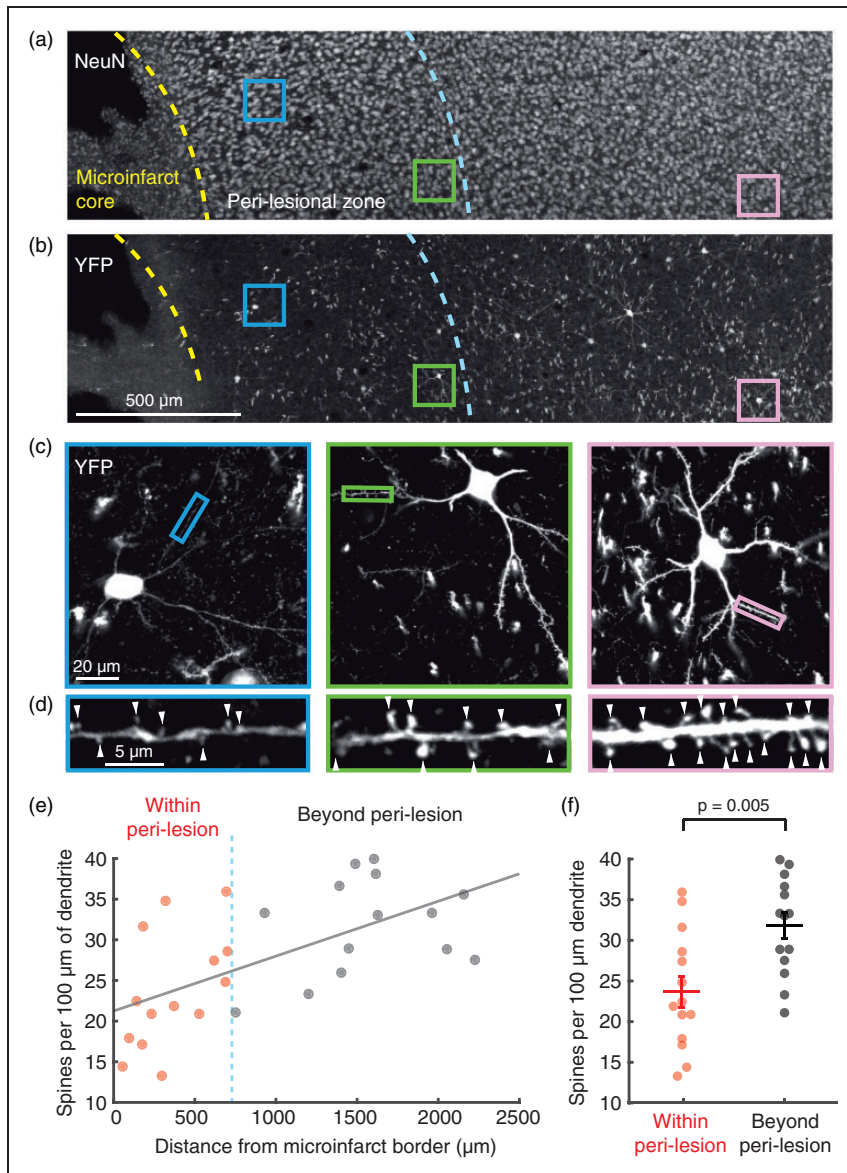 (a)
NeuN
Microinfarct
core
Peri-lesional zone
(b)
YFP
500 µm
(c)
YFP
20 µm
(d)
5 µm
(e)
Within
peri-lesion
Beyond peri-lesion
Spines per 100 µm of dendrite
40
35
30
25
20
15
10
0
500
1000
1500
2000
2500
Distance from microinfarct border (µm)
(f)
p = 0.005
Spines per 100 µm dendrite
40
35
30
25
20
15
10
Within
peri-lesion
Beyond
peri-lesion